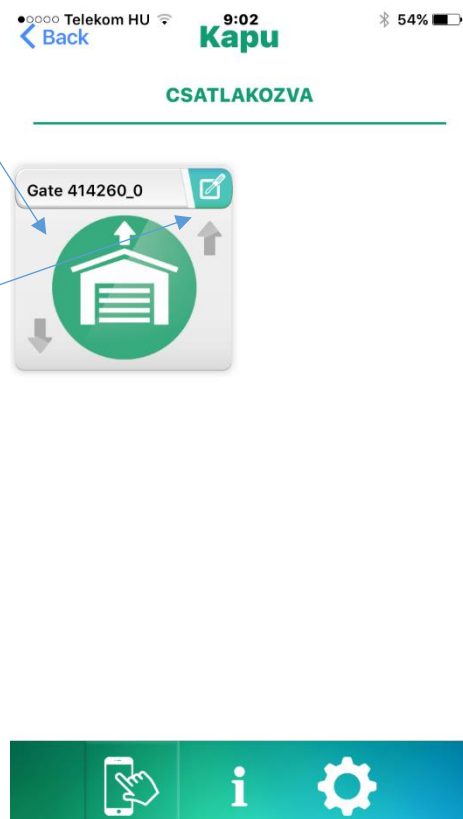 Telekom HU 9:02 54%
Back Kapu
CSATLAKOZVA
Gate 414260_0
i